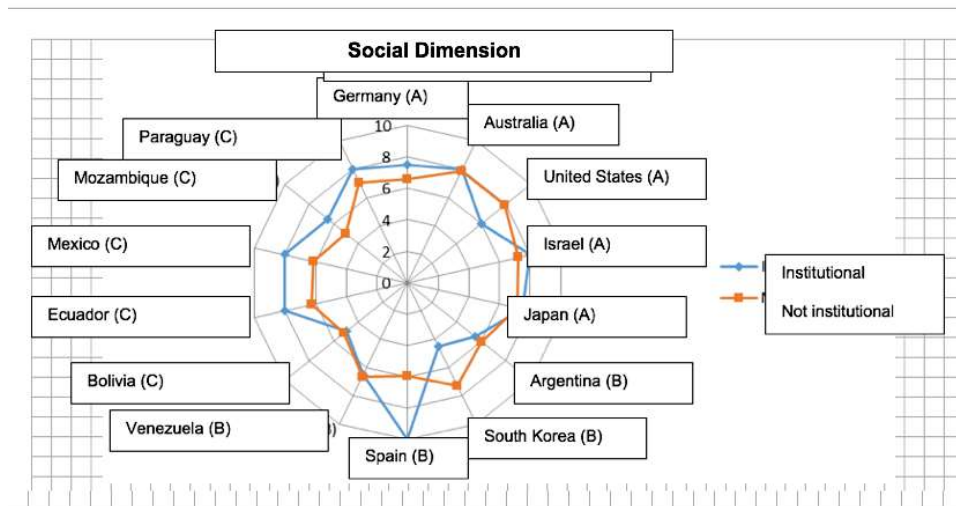 Social Dimension
Germany (A)
Australia (A)
United States (A)
Israel (A)
Japan (A)
Argentina (B)
South Korea (B)
Spain (B)
Venezuela (B)
Bolivia (C)
Ecuador (C)
Mexico (C)
Mozambique (C)
Paraguay (C)
10
8
6
4
2
0
Institutional
Not institutional